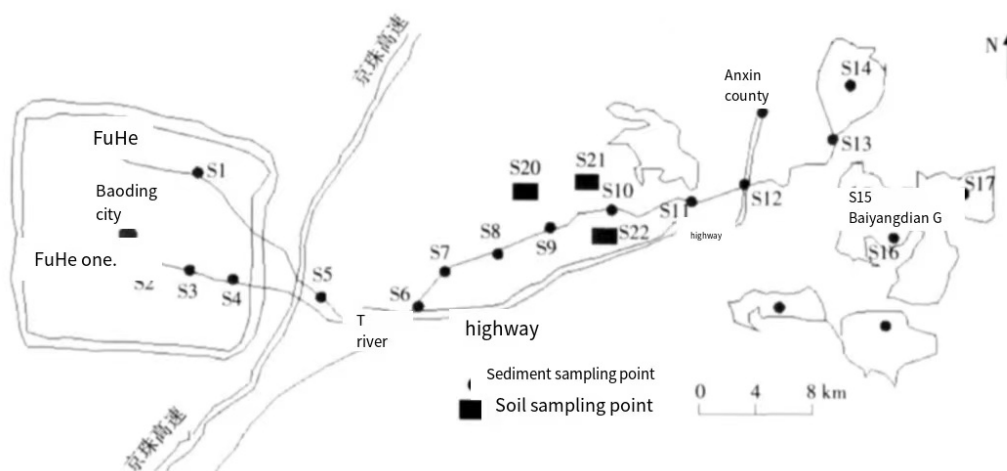 京珠高速
N
S14
Anxin
county
FuHe
S13
S21
S20
S17
S1
S10
S12
S15
Baoding
city
S11
Baiyangdian G
S22
highway
S8
S9
S7
S16
FuHe one.
S5
S2
S3
S4
S6
T
river
highway
Sediment sampling point
0 4 8 km
Soil sampling point
京珠高速